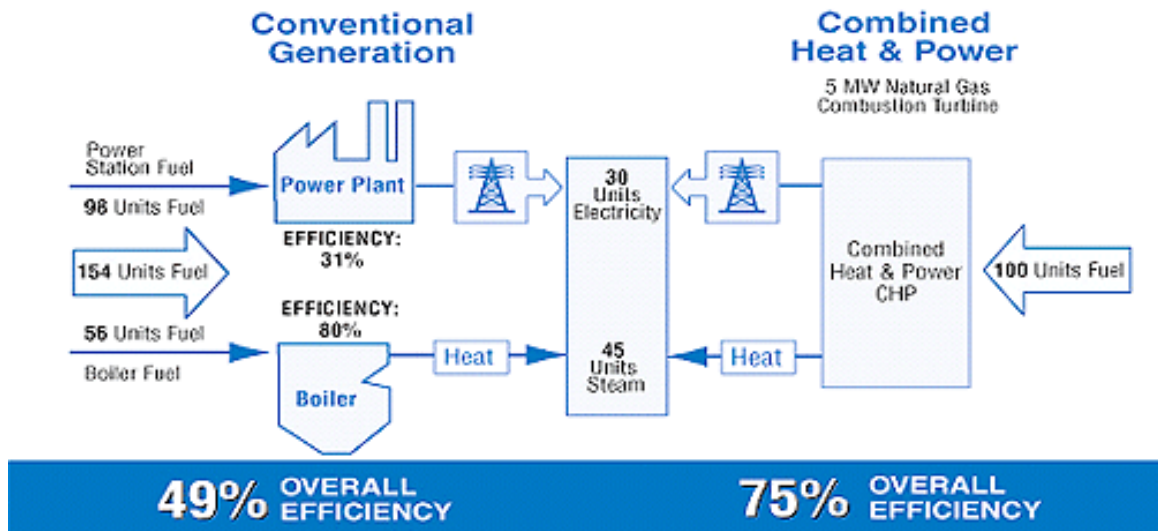 Conventional
Generation
Combined
Heat & Power
5 MW Natural Gas
Combustion Turbine
Power
Station Fuel
98 Units Fuel
Power Plant
EFFICIENCY:
31%
154 Units Fuel
EFFICIENCY:
80%
56 Units Fuel
Boiler Fuel
Boiler
Heat
30
Units
Electricity
45
Units
Steam
Heat
Combined
Heat & Power
CHP
100 Units Fuel
49% OVERALL
EFFICIENCY
75% OVERALL
EFFICIENCY